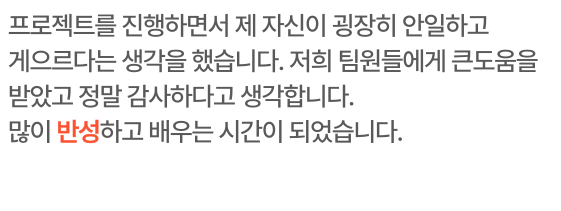 프로젝트를 진행하면서 제 자신이 굉장히 안일하고
게으르다는 생각을 했습니다. 저희 팀원들에게 큰도움을
받았고 정말 감사하다고 생각합니다.
많이 반성하고 배우는 시간이 되었습니다.